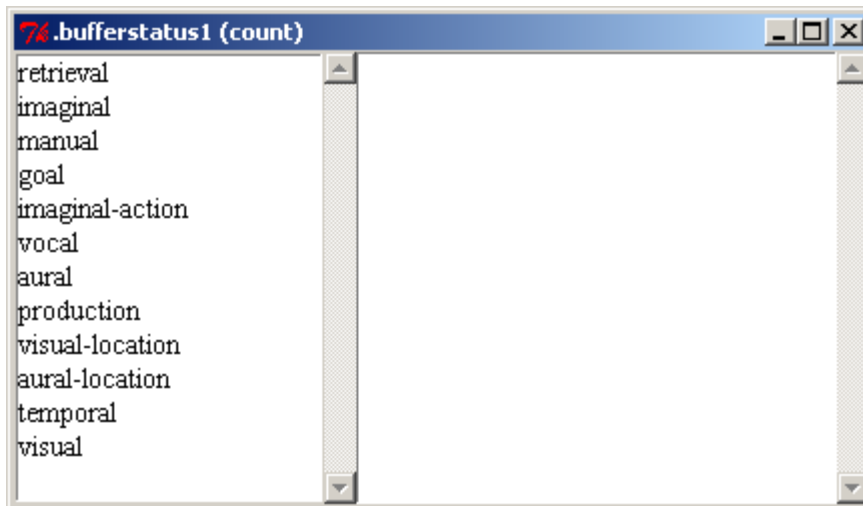 .bufferstatus1 (count)
retrieval
imaginal
manual
goal
imaginal-action
vocal
aural
production
visual-location
aural-location
temporal
visual